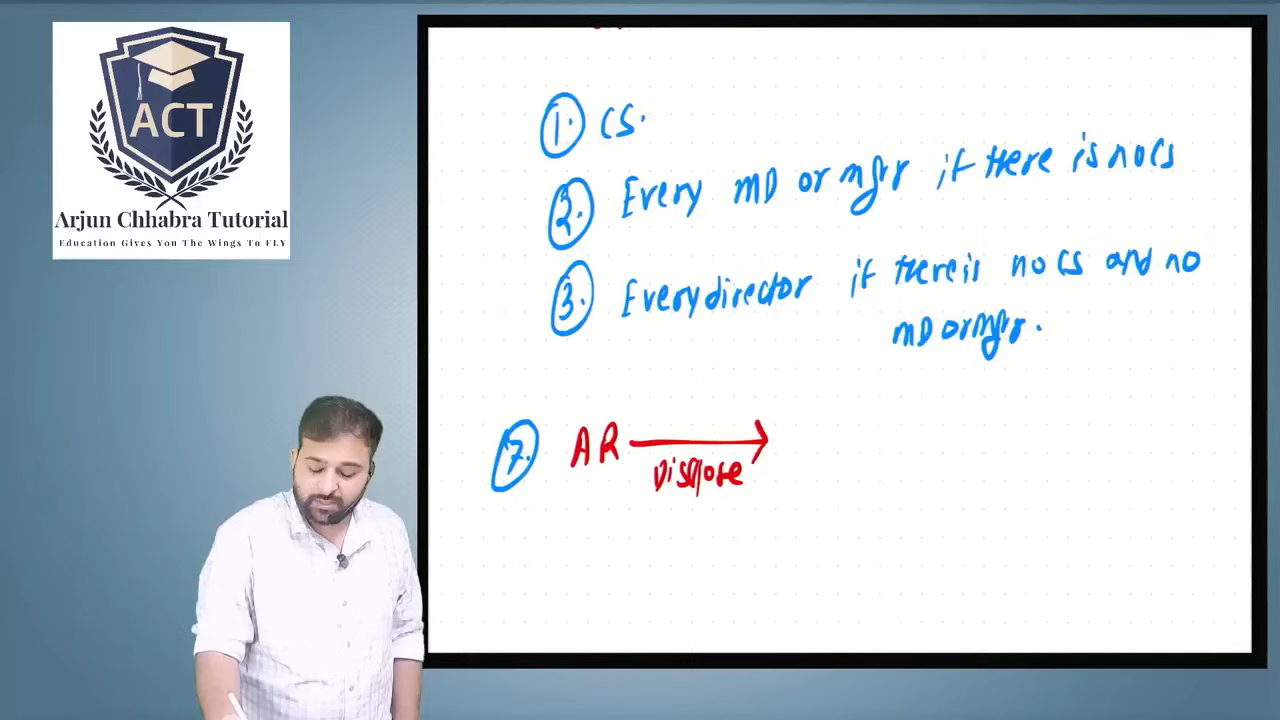 ACT
Arjun Chhabra Tutorial
Education Gives You The Wings To FLY
1. CS.
2. Every MD or mgr if there is no CS
3. Every director if there is no CS and no
MD or mgr.
7. AR
Disclose